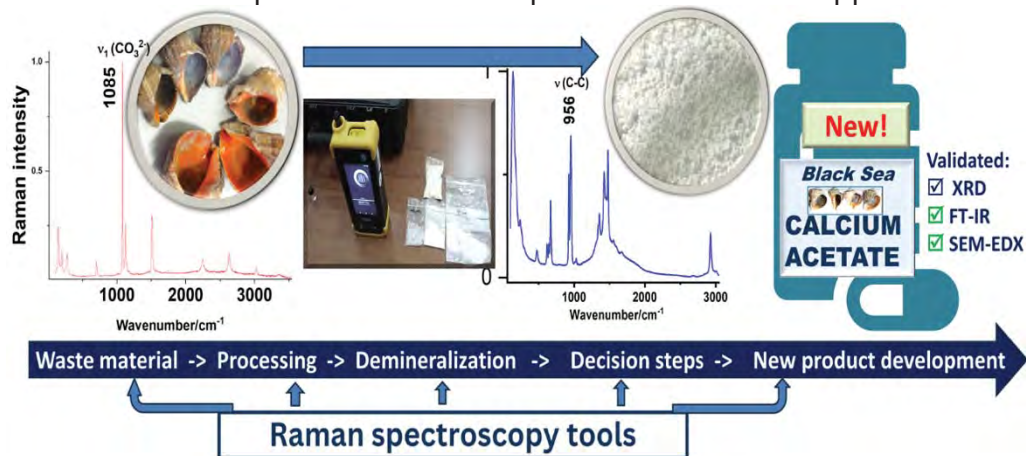 Raman intensity
1.0
0.5
ν₁ (CO₃²⁻)
1085
1000 2000 3000
Wavenumber/cm⁻¹
ν (C-C)
956
0
1000 2000 3000
Wavenumber/cm⁻¹
New!
Black Sea
CALCIUM
ACETATE
Validated:
☑ XRD
☑ FT-IR
☑ SEM-EDX
Waste material -> Processing -> Demineralization -> Decision steps -> New product development
Raman spectroscopy tools